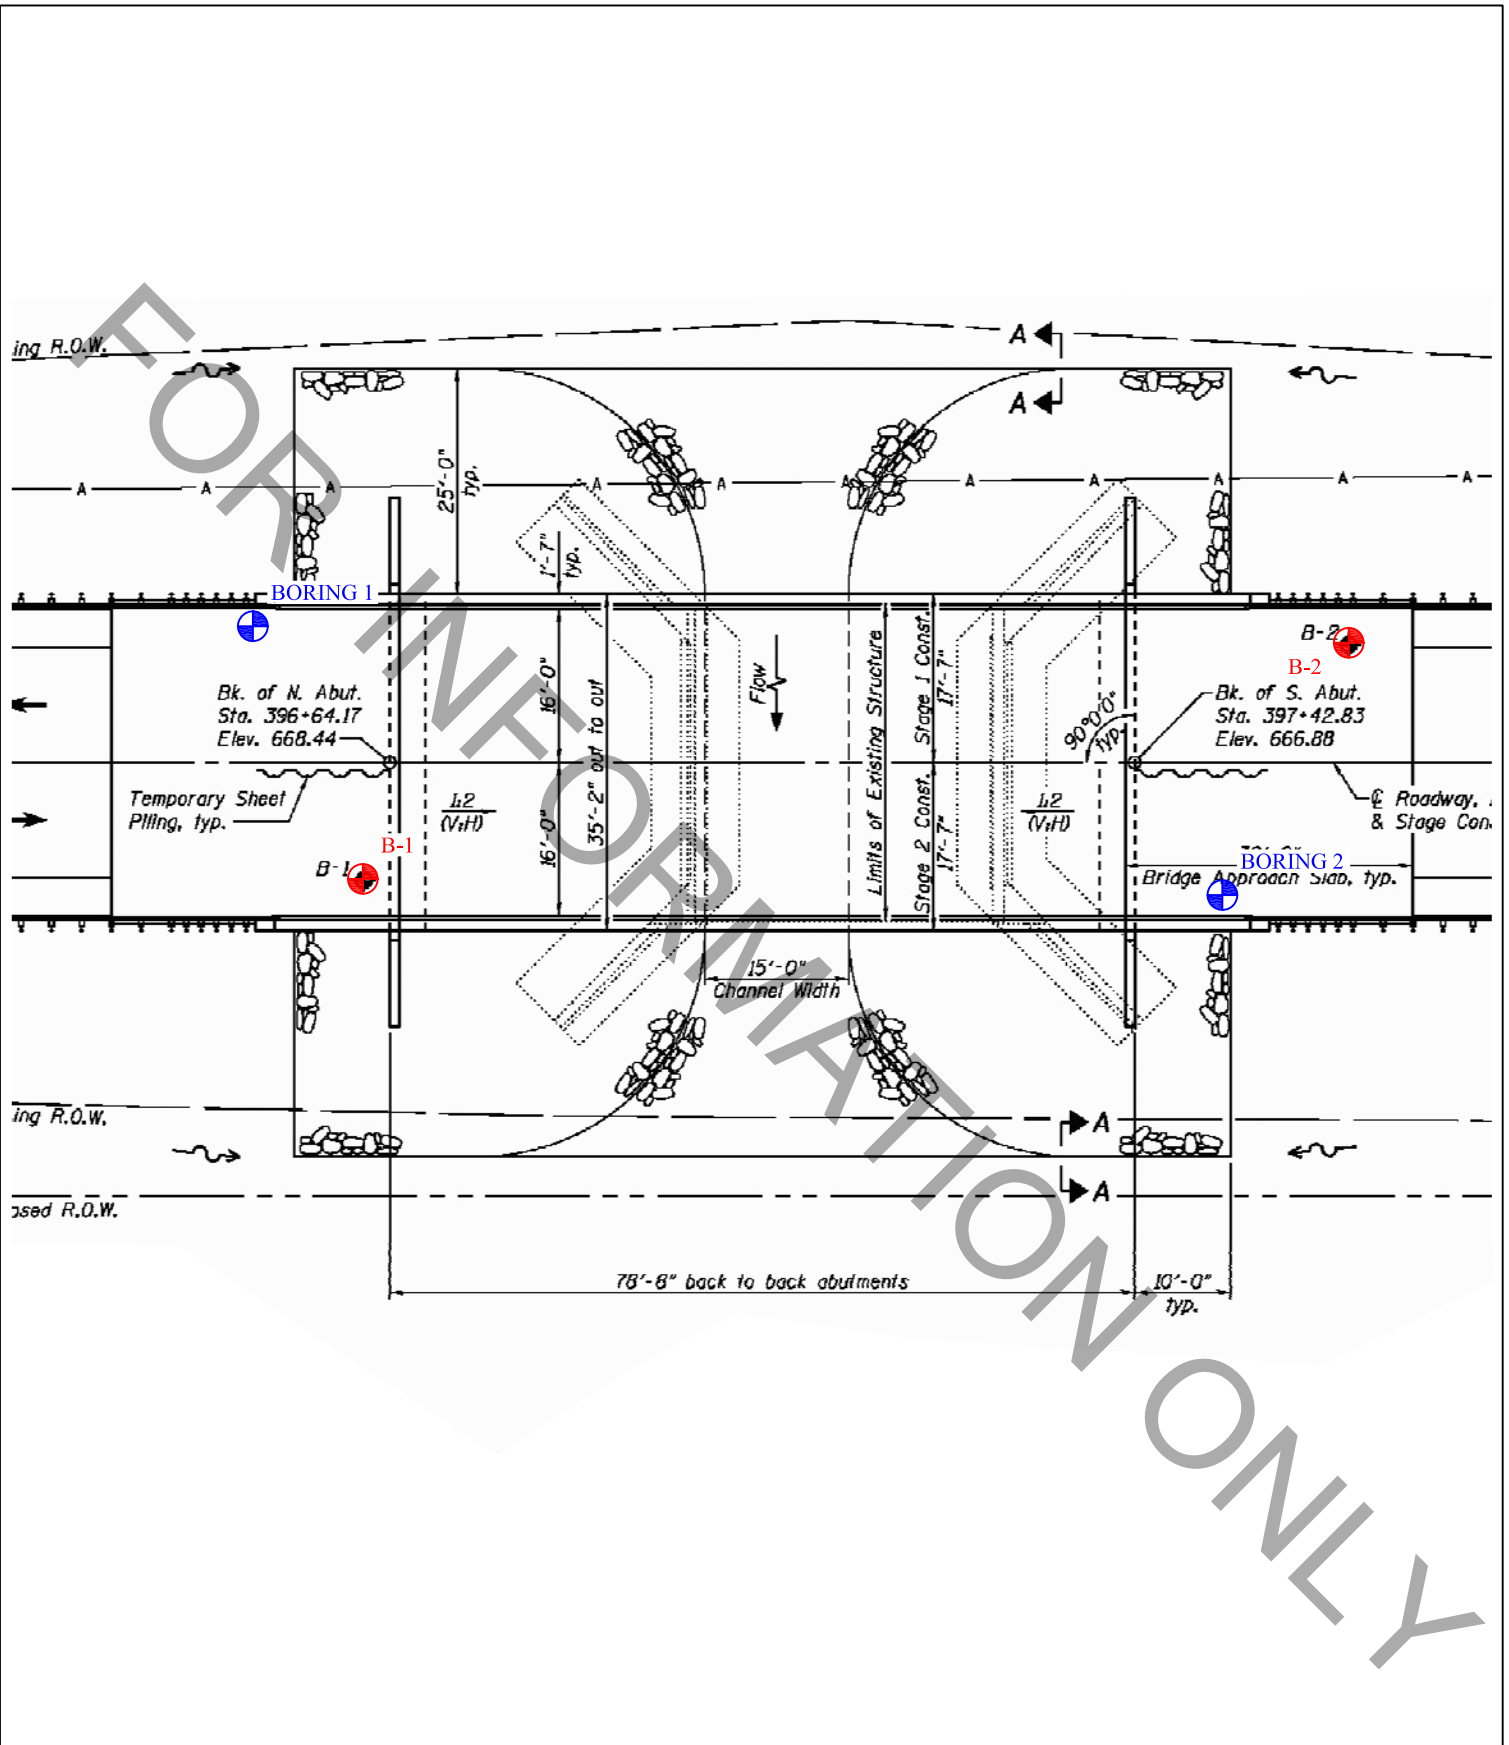 ing R.O.W.
A
A
25'-0"
typ.
A A A A A A A A A A A
1'-7"
typ.
BORING 1
B-2
B-2
Bk. of N. Abut.
Sta. 396+64.17
Elev. 668.44
16'-0"
35'-2" out to out
Flow
Limits of Existing Structure
Stage 1 Const.
17'-7"
90°0'0"
typ.
Bk. of S. Abut.
Sta. 397+42.83
Elev. 666.88
Temporary Sheet
Piling, typ.
1:2
(V:H)
16'-0"
Stage 2 Const.
17'-7"
1:2
(V:H)
℄ Roadway,
& Stage Con
B-1
B-1
BORING 2
Bridge Approach Slab, typ.
15'-0"
Channel Width
ing R.O.W.
A
A
osed R.O.W.
78'-8" back to back abutments
10'-0"
typ.
FOR INFORMATION ONLY